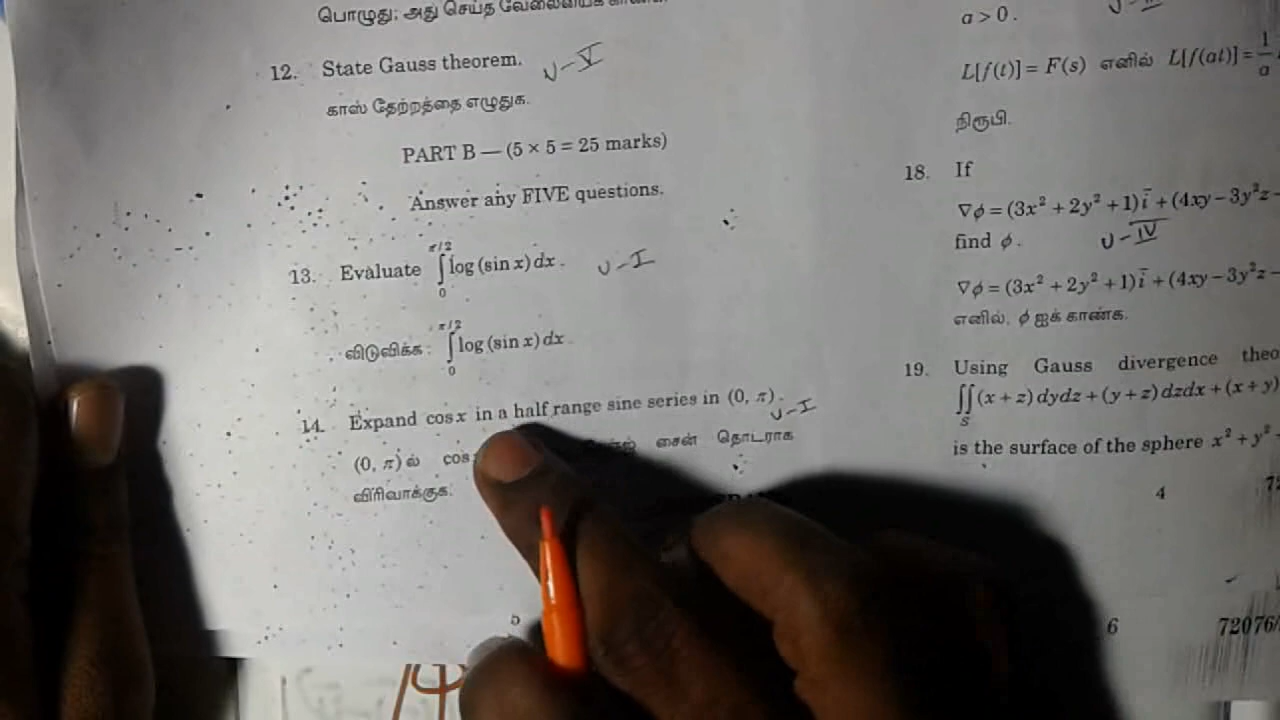 பொழுது; அது செய்த
12. State Gauss theorem. U-V
காஸ் தேற்றத்தை எழுதுக.
PART B — (5 × 5 = 25 marks)
Answer any FIVE questions.
13. Evaluate ∫₀^{π/2} log (sin x) dx. U-I
விடுவிக்க : ∫₀^{π/2} log (sin x) dx.
14. Expand cos x in a half range sine series in (0, π).
U-I
(0, π) ல் cos சைன் தொடராக
விரிவாக்குக.
5
a > 0.
L[f(t)] = F(s) எனில் L[f(at)] = 1/a
நிரூபி.
18. If
∇φ = (3x² + 2y² + 1) i̅ + (4xy − 3y²z −
find φ. U-IV
∇φ = (3x² + 2y² + 1) i̅ + (4xy − 3y²z −
எனில், φ ஐக் காண்க.
19. Using Gauss divergence theo
∬_S (x + z) dydz + (y + z) dzdx + (x + y)
is the surface of the sphere x² + y²
4
6 72076/